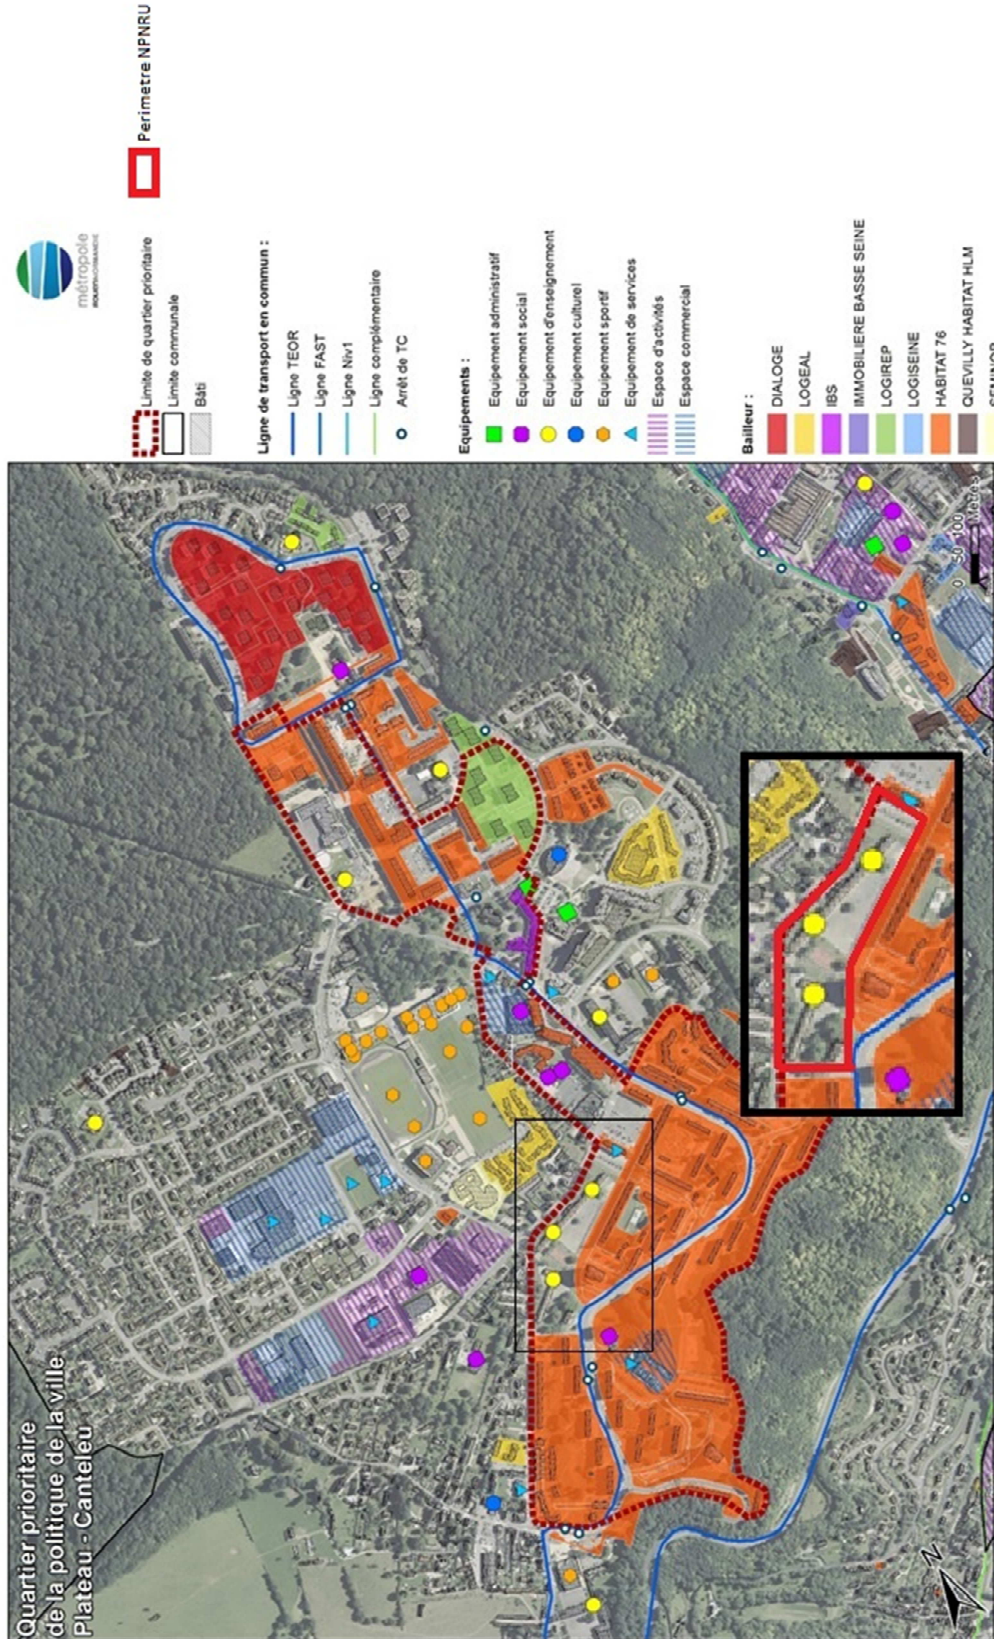 Quartier prioritaire
de la politique de la ville
Plateau - Canteleu
N
0 50 100
Mètres
métropole
ROUENNORMANDIE
Perimetre NPNRU
Limite de quartier prioritaire
Limite communale
Bâti
Ligne de transport en commun :
Ligne TEOR
Ligne FAST
Ligne Niv1
Ligne complémentaire
Arrêt de TC
Equipements :
Equipement administratif
Equipement social
Equipement d'enseignement
Equipement culturel
Equipement sportif
Equipement de services
Espace d'activités
Espace commercial
Bailleur :
DIALOGE
LOGEAL
IBS
IMMOBILIERE BASSE SEINE
LOGIREP
LOGISEINE
HABITAT 76
QUEVILLY HABITAT HLM